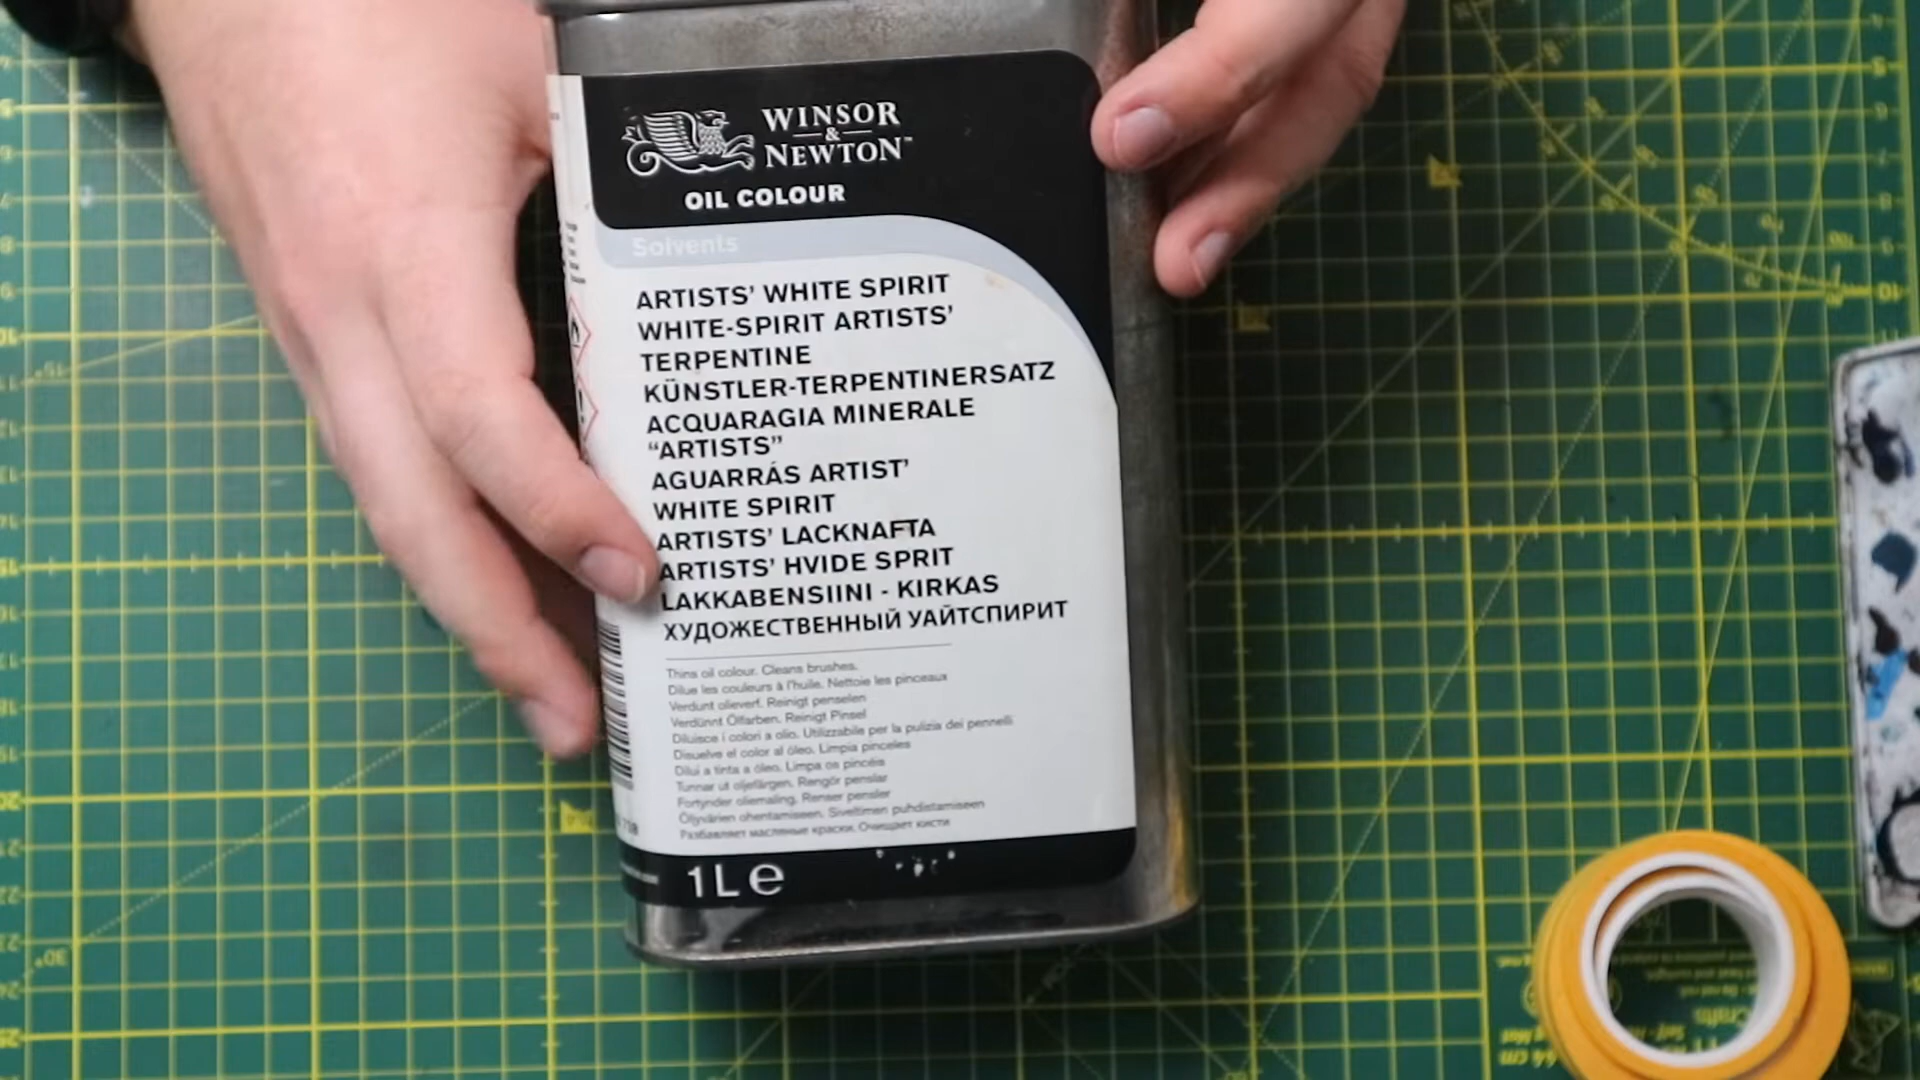 WINSOR
&
NEWTON™
OIL COLOUR
Solvents
ARTISTS’ WHITE SPIRIT
WHITE-SPIRIT ARTISTS’
TERPENTINE
KÜNSTLER-TERPENTINERSATZ
ACQUARAGIA MINERALE
“ARTISTS”
AGUARRÁS ARTIST’
WHITE SPIRIT
ARTISTS’ LACKNAFTA
ARTISTS’ HVIDE SPRIT
LAKKABENSIINI - KIRKAS
ХУДОЖЕСТВЕННЫЙ УАЙТСПИРИТ
Thins oil colour. Cleans brushes.
Dilue les couleurs à l'huile. Nettoie les pinceaux
Verdunt olieverf. Reinigt penselen
Verdünnt Ölfarben. Reinigt Pinsel
Diluisce i colori a olio. Utilizzabile per la pulizia dei pennelli
Disuelve el color al óleo. Limpia pinceles
Dilui a tinta a óleo. Limpa os pincéis
Tunnar ut oljefärgen. Rengör penslar
Fortynder oliemaling. Renser pensler
Öljyvärien ohentamiseen. Siveltimen puhdistamiseen
Разбавляет масляные краски. Очищает кисти
1L e